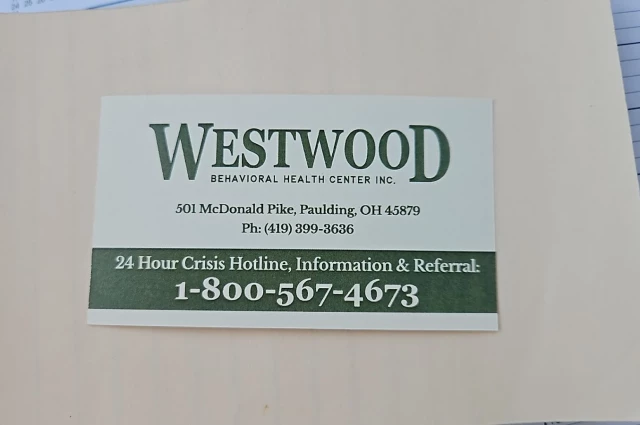 WESTWOOD
BEHAVIORAL HEALTH CENTER INC.
501 McDonald Pike, Paulding, OH 45879
Ph: (419) 399-3636
24 Hour Crisis Hotline, Information & Referral:
1-800-567-4673